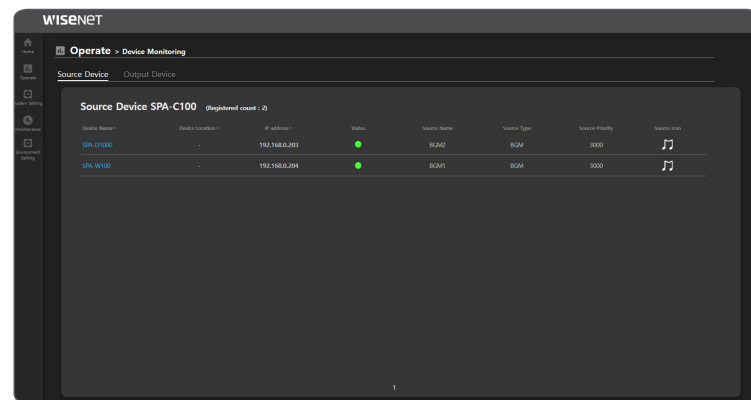 WISENET
Home
Operate > Device Monitoring
Operate
Source Device Output Device
System Setting
Source Device SPA-C100 (Registered count : 2)
Maintenance
Device Name Device Location IP address Status Source Name Source Type Source Priority Source Icon
Environment
Setting
SPA-D1000 - 192.168.0.203 BGM2 BGM 3000
SPA-W100 - 192.168.0.204 BGM1 BGM 3000
1